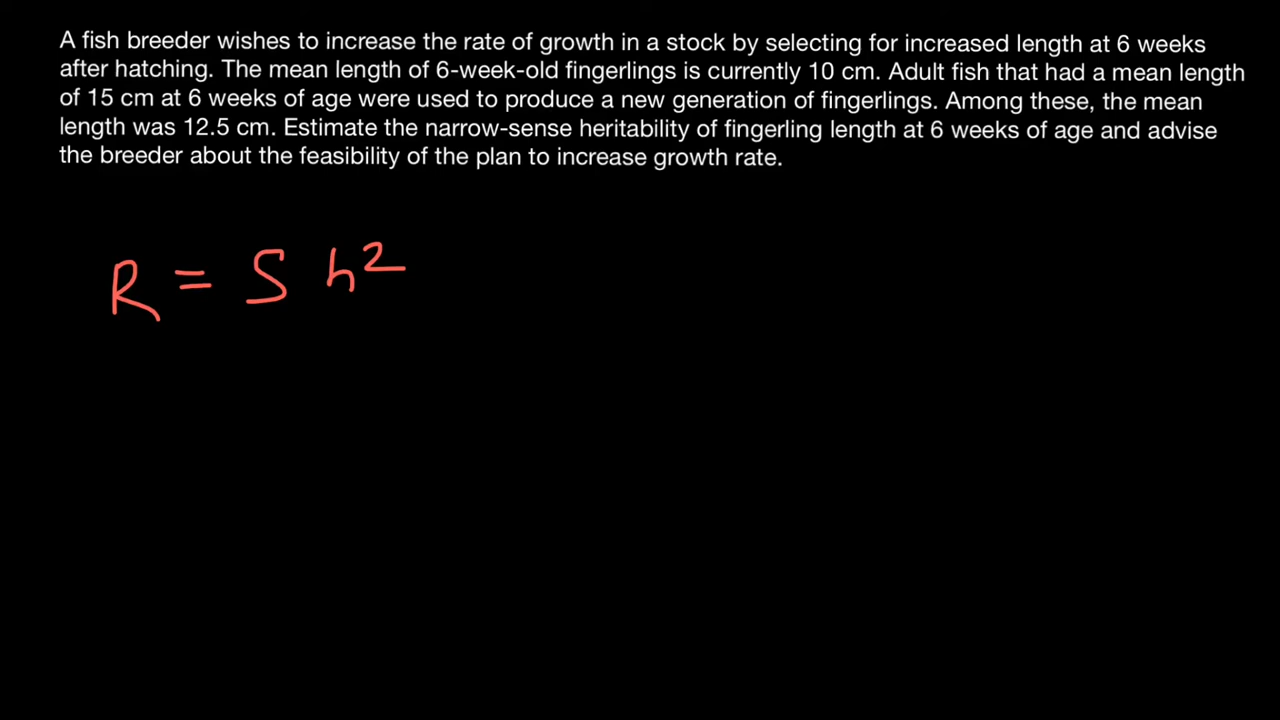 A fish breeder wishes to increase the rate of growth in a stock by selecting for increased length at 6 weeks
after hatching. The mean length of 6-week-old fingerlings is currently 10 cm. Adult fish that had a mean length
of 15 cm at 6 weeks of age were used to produce a new generation of fingerlings. Among these, the mean
length was 12.5 cm. Estimate the narrow-sense heritability of fingerling length at 6 weeks of age and advise
the breeder about the feasibility of the plan to increase growth rate.
R = S h²